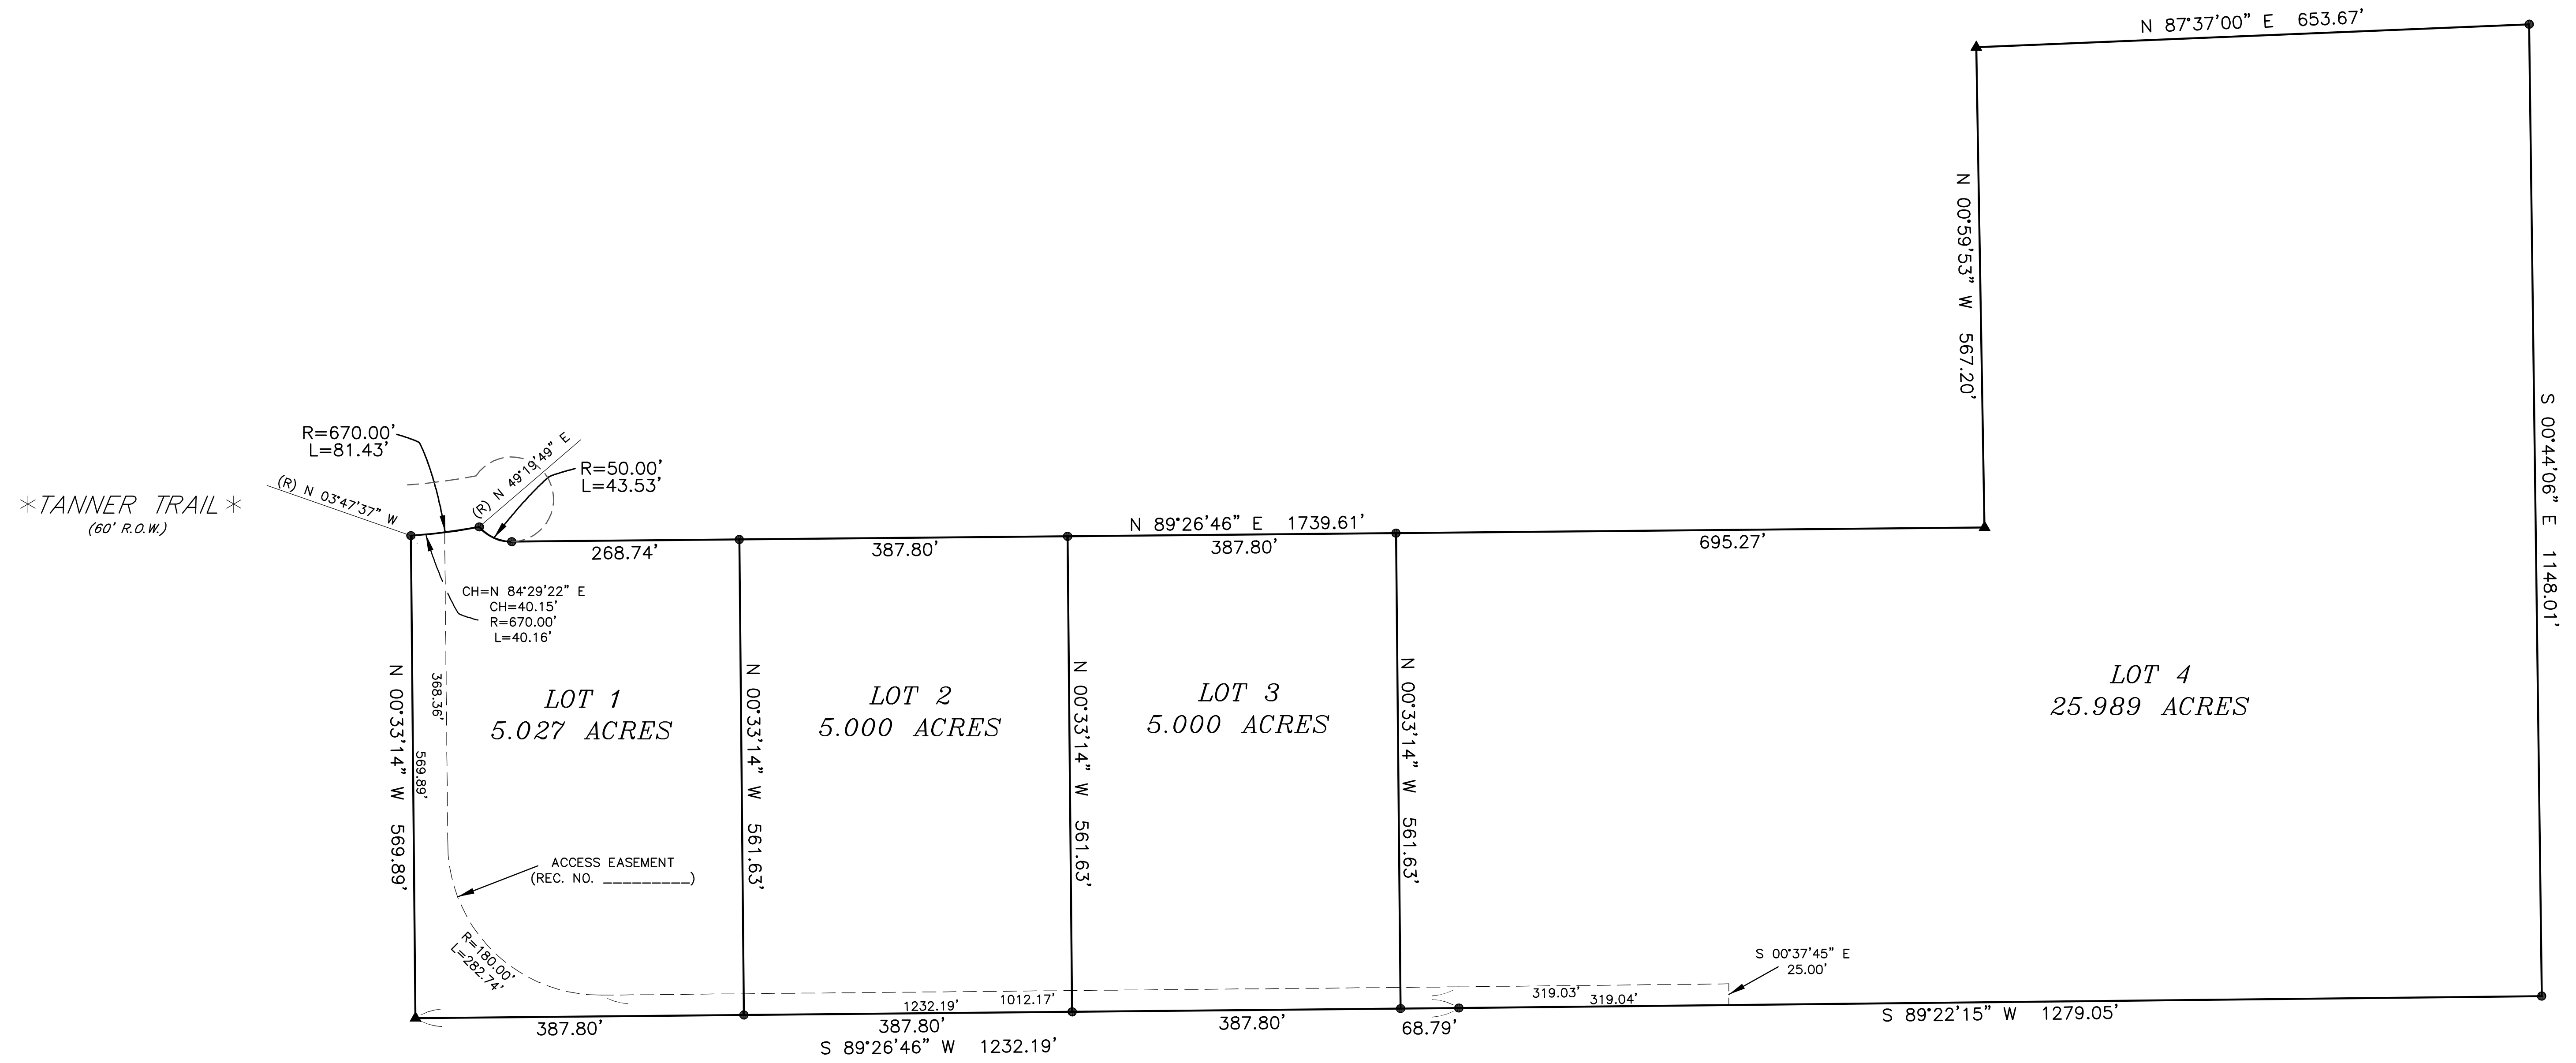 N 87°37'00" E 653.67'
N 00°59'53" W 567.20'
S 00°44'06" E 1148.01'
R=670.00'
L=81.43'
(R) N 49°19'49" E
R=50.00'
L=43.53'
*TANNER TRAIL*
(60' R.O.W.)
(R) N 03°47'37" W
N 89°26'46" E 1739.61'
268.74'
387.80'
387.80'
695.27'
CH=N 84°29'22" E
CH=40.15'
R=670.00'
L=40.16'
N 00°33'14" W 569.89'
569.89'
368.36'
LOT 1
5.027 ACRES
N 00°33'14" W 561.63'
LOT 2
5.000 ACRES
N 00°33'14" W 561.63'
LOT 3
5.000 ACRES
N 00°33'14" W 561.63'
LOT 4
25.989 ACRES
ACCESS EASEMENT
(REC. NO. __________)
R=180.00'
L=282.74'
S 00°37'45" E
25.00'
1232.19'
1012.17'
319.03'
319.04'
387.80'
387.80'
387.80'
68.79'
S 89°22'15" W 1279.05'
S 89°26'46" W 1232.19'